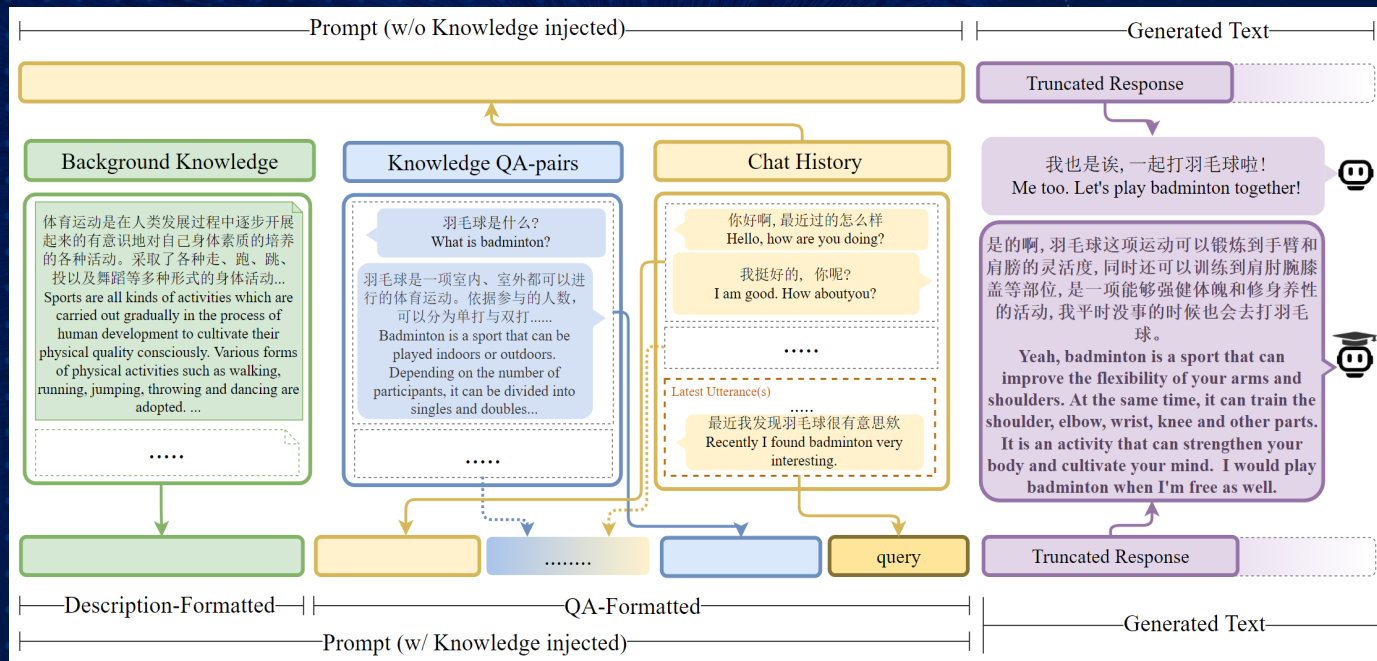 Prompt (w/o Knowledge injected)
Generated Text
Truncated Response
Background Knowledge
体育运动是在人类发展过程中逐步开展
起来的有意识地对自己身体素质的培养
的各种活动。采取了各种走、跑、跳、
投以及舞蹈等多种形式的身体活动...
Sports are all kinds of activities which are
carried out gradually in the process of
human development to cultivate their
physical quality consciously. Various forms
of physical activities such as walking,
running, jumping, throwing and dancing are
adopted. ...
.....
Knowledge QA-pairs
羽毛球是什么?
What is badminton?
羽毛球是一项室内、室外都可以进
行的体育运动。依据参与的人数,
可以分为单打与双打......
Badminton is a sport that can be
played indoors or outdoors.
Depending on the number of
participants, it can be divided into
singles and doubles...
.....
Chat History
你好啊, 最近过的怎么样
Hello, how are you doing?
我挺好的, 你呢?
I am good. How aboutyou?
.....
Latest Utterance(s)
.....
最近我发现羽毛球很有意思欸
Recently I found badminton very
interesting.
我也是诶, 一起打羽毛球啦!
Me too. Let's play badminton together!
是的啊, 羽毛球这项运动可以锻炼到手臂和
肩膀的灵活度, 同时还可以训练到肩肘腕膝
盖等部位, 是一项能够强健体魄和修身养性
的活动, 我平时没事的时候也会去打羽毛
球。
Yeah, badminton is a sport that can
improve the flexibility of your arms and
shoulders. At the same time, it can train the
shoulder, elbow, wrist, knee and other parts.
It is an activity that can strengthen your
body and cultivate your mind. I would play
badminton when I'm free as well.
........
query
Truncated Response
Description-Formatted
QA-Formatted
Prompt (w/ Knowledge injected)
Generated Text